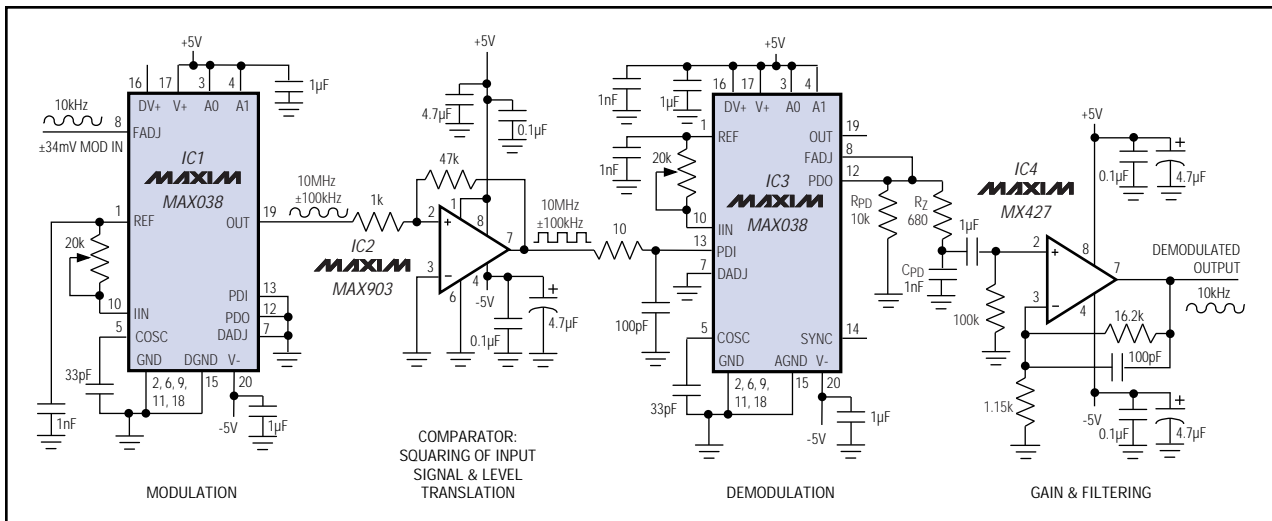 +5V
16
17
3
4
1µF
DV+
V+
A0
A1
10kHz
8
FADJ
±34mV MOD IN
IC1
MAXIM
MAX038
1
REF
OUT
19
20k
10
IIN
PDI
13
PDO
12
5
COSC
DADJ
7
GND
DGND
V-
33pF
2, 6, 9,
11, 18
15
20
1nF
-5V
1µF
MODULATION
10MHz
±100kHz
1k
IC2
MAXIM
MAX903
+5V
4.7µF
0.1µF
47k
1
2
+
8
7
3
–
4
6
-5V
+
0.1µF
4.7µF
10MHz
±100kHz
10
100pF
COMPARATOR:
SQUARING OF INPUT
SIGNAL & LEVEL
TRANSLATION
+5V
1nF
1µF
16
17
3
4
DV+
V+
A0
A1
1
REF
OUT
19
1nF
20k
FADJ
8
IC3
PDO
12
MAXIM
MAX038
10
IIN
13
PDI
7
DADJ
5
COSC
SYNC
14
GND
AGND
V-
33pF
2, 6, 9,
11, 18
15
20
-5V
1µF
DEMODULATION
RPD
10k
RZ
680
1µF
CPD
1nF
100k
IC4
MAXIM
MX427
+5V
+
0.1µF
4.7µF
2
+
8
7
3
–
4
DEMODULATED
OUTPUT
10kHz
16.2k
100pF
1.15k
+
-5V
0.1µF
4.7µF
GAIN & FILTERING